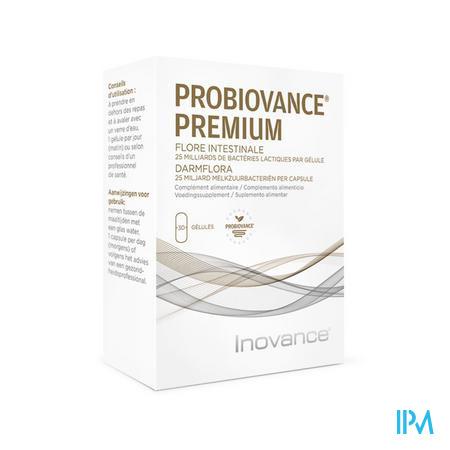 Conseils
d'utilisation :
à prendre en
dehors des repas
et à avaler avec
un verre d'eau.
1 gélule par jour
(matin) ou selon
conseils d'un
professionnel
de santé.
Aanwijzingen voor
gebruik:
nemen tussen de
maaltijden met
een glas water,
1 capsule per dag
(morgens) of
volgens het advies
van een gezond-
heidsprofessional.
PROBIOVANCE®
PREMIUM
FLORE INTESTINALE
25 MILLIARDS DE BACTÉRIES LACTIQUES PAR GÉLULE
DARMFLORA
25 MILJARD MELKZUURBACTERIËN PER CAPSULE
Complément alimentaire / Complemento alimenticio
Voedingssupplement / Suplemento alimentar
30 GÉLULES
PROBIOVANCE
Inovance®
IPM